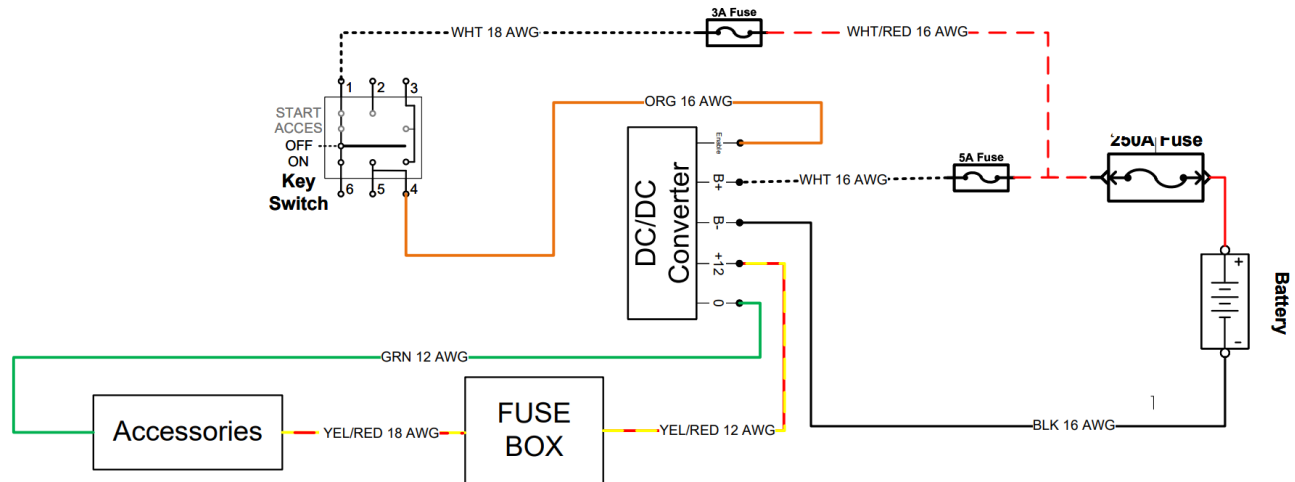 3A Fuse
WHT 18 AWG
WHT/RED 16 AWG
1 2 3
START
ACCES
OFF
ON
6 5 4
Key
Switch
ORG 16 AWG
DC/DC
Converter
Enable
B+
B-
+12
0
WHT 16 AWG
5A Fuse
250A Fuse
+
-
Battery
GRN 12 AWG
Accessories
YEL/RED 18 AWG
FUSE
BOX
YEL/RED 12 AWG
BLK 16 AWG